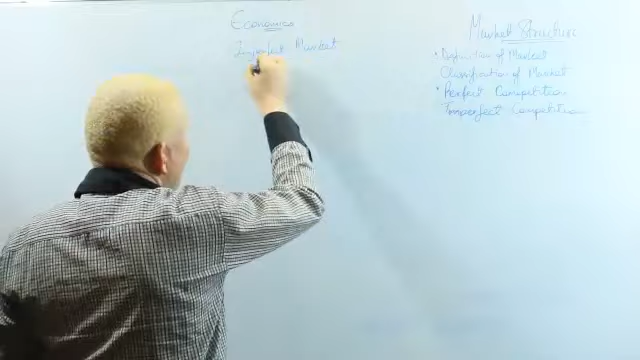 Economics
Imperfect Market
Market Structure
* Definition of Market
Classification of Market
* Perfect Competition
Imperfect Competition